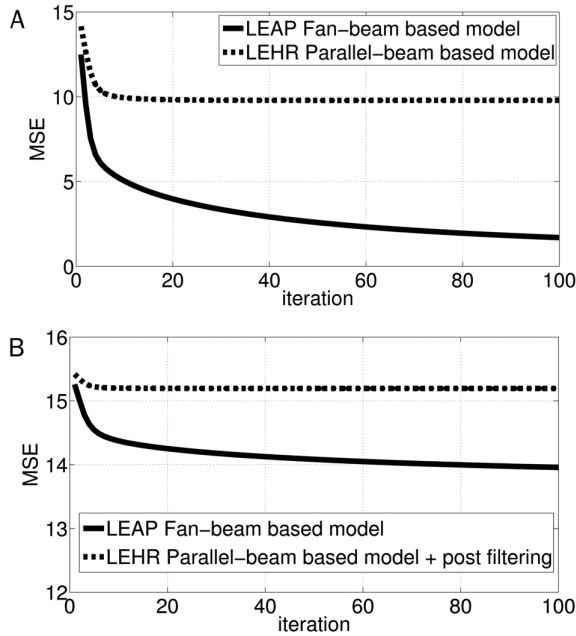 A
15
10
5
0
MSE
LEAP Fan-beam based model
LEHR Parallel-beam based model
0 20 40 60 80 100
iteration
B
16
15
14
13
12
MSE
LEAP Fan-beam based model
LEHR Parallel-beam based model + post filtering
0 20 40 60 80 100
iteration